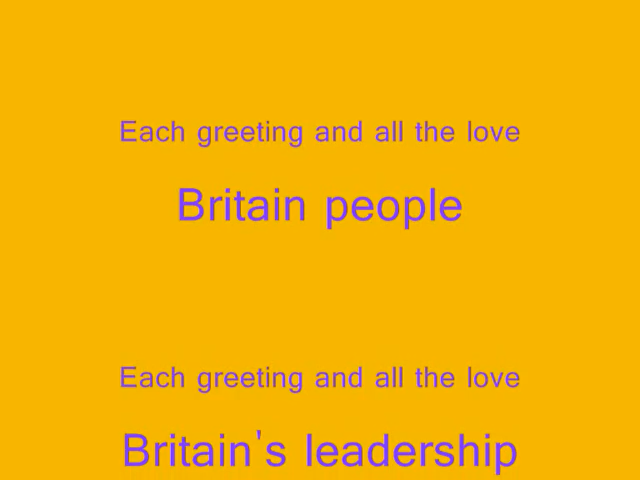 Each greeting and all the love
Britain people
Each greeting and all the love
Britain's leadership